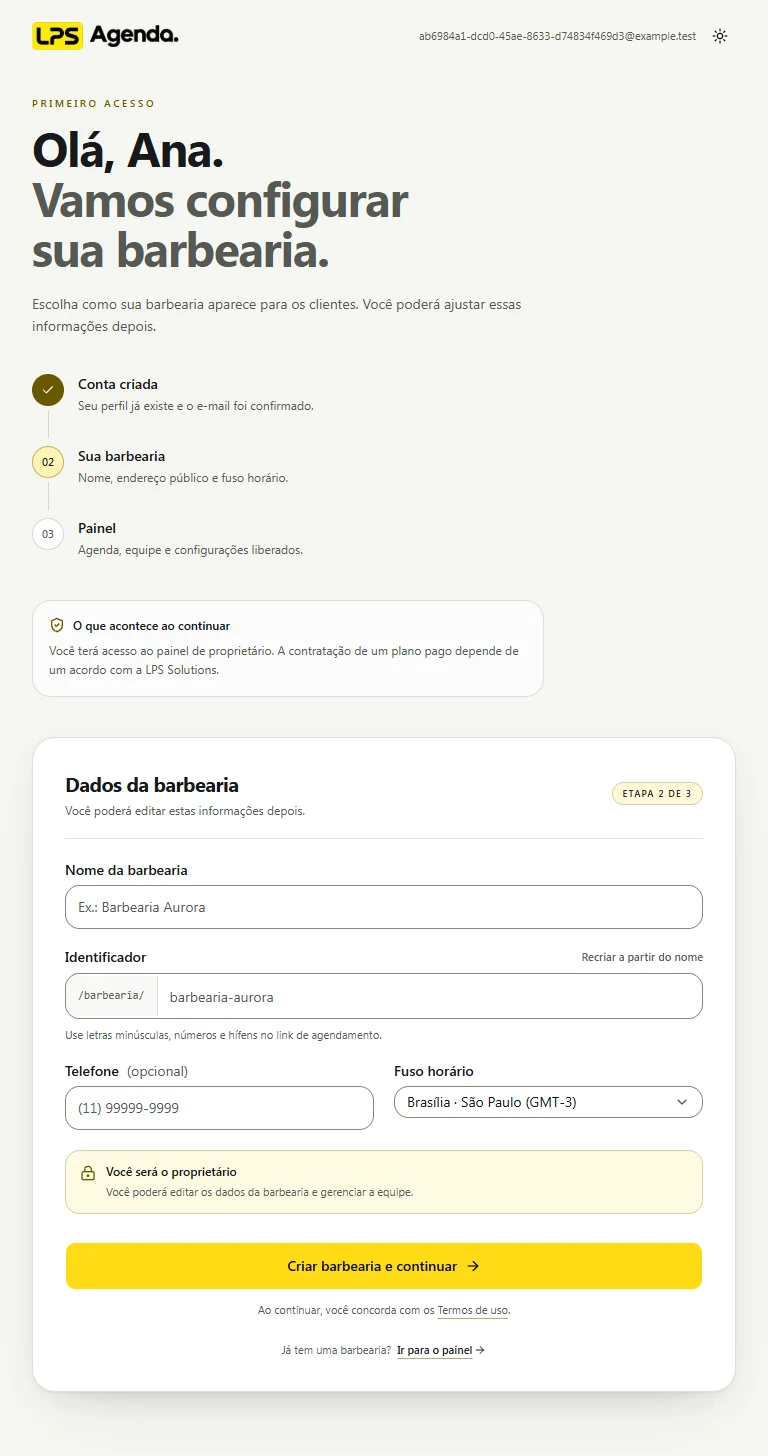 LPS Agenda.
ab6984a1-dcd0-45ae-8633-d74834f469d3@example.test
PRIMEIRO ACESSO
Olá, Ana.
Vamos configurar
sua barbearia.
Escolha como sua barbearia aparece para os clientes. Você poderá ajustar essas
informações depois.
Conta criada
Seu perfil já existe e o e-mail foi confirmado.
02
Sua barbearia
Nome, endereço público e fuso horário.
03
Painel
Agenda, equipe e configurações liberados.
O que acontece ao continuar
Você terá acesso ao painel de proprietário. A contratação de um plano pago depende de
um acordo com a LPS Solutions.
Dados da barbearia
Você poderá editar estas informações depois.
ETAPA 2 DE 3
Nome da barbearia
Ex.: Barbearia Aurora
Identificador
Recriar a partir do nome
/barbearia/
barbearia-aurora
Use letras minúsculas, números e hífens no link de agendamento.
Telefone (opcional)
Fuso horário
(11) 99999-9999
Brasília · São Paulo (GMT-3)
Você será o proprietário
Você poderá editar os dados da barbearia e gerenciar a equipe.
Criar barbearia e continuar →
Ao continuar, você concorda com os Termos de uso.
Já tem uma barbearia? Ir para o painel →